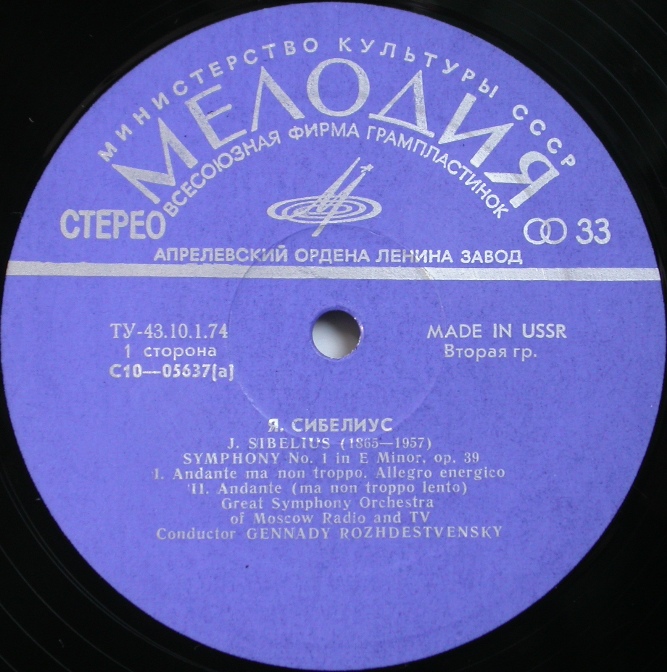 МИНИСТЕРСТВО КУЛЬТУРЫ СССР
МЕЛОДИЯ
ВСЕСОЮЗНАЯ ФИРМА ГРАМПЛАСТИНОК
СТЕРЕО
33
АПРЕЛЕВСКИЙ ОРДЕНА ЛЕНИНА ЗАВОД
ТУ-43.10.1.74
MADE IN USSR
1 сторона
Вторая гр.
С10—05637(а)
Я. СИБЕЛИУС
J. SIBELIUS (1865—1957)
SYMPHONY No. 1 in E Minor, op. 39
I. Andante ma non troppo. Allegro energico
II. Andante (ma non troppo lento)
Great Symphony Orchestra
of Moscow Radio and TV
Conductor GENNADY ROZHDESTVENSKY